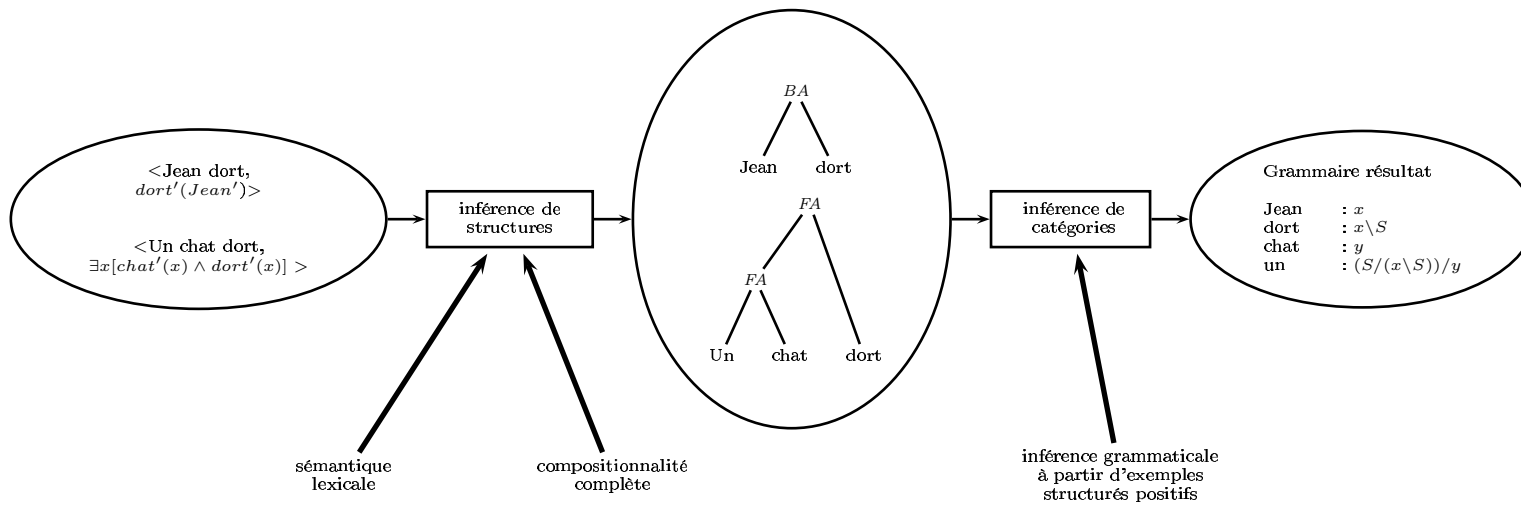 <Jean dort,
dort′(Jean′)>
<Un chat dort,
∃x[chat′(x) ∧ dort′(x)] >
inférence de
structures
sémantique
lexicale
compositionnalité
complète
BA
Jean dort
FA
FA
Un chat dort
inférence de
catégories
inférence grammaticale
à partir d'exemples
structurés positifs
Grammaire résultat
Jean : x
dort : x\S
chat : y
un : (S/(x\S))/y